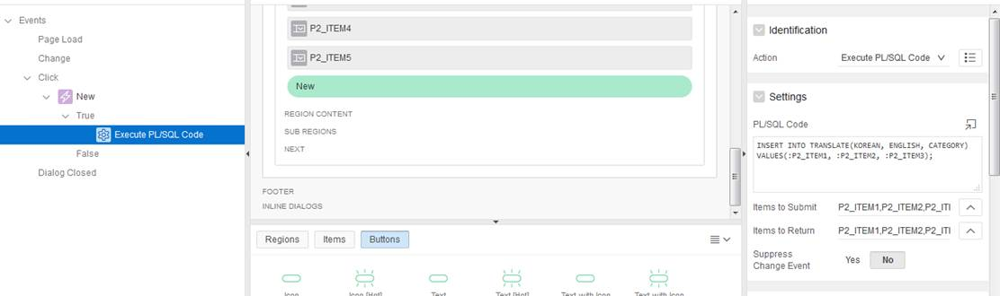 Events
Page Load
Change
Click
New
True
Execute PL/SQL Code
False
Dialog Closed
P2_ITEM4
P2_ITEM5
New
REGION CONTENT
SUB REGIONS
NEXT
FOOTER
INLINE DIALOGS
Regions
Items
Buttons
Icon
Icon [Hot]
Text
Text [Hot]
Text with Icon
Text with Icon
Identification
Action
Execute PL/SQL Code
Settings
PL/SQL Code
INSERT INTO TRANSLATE(KOREAN, ENGLISH, CATEGORY)
VALUES(:P2_ITEM1, :P2_ITEM2, :P2_ITEM3);
Items to Submit
P2_ITEM1,P2_ITEM2,P2_ITI
Items to Return
P2_ITEM1,P2_ITEM2,P2_ITI
Suppress
Change Event
Yes
No